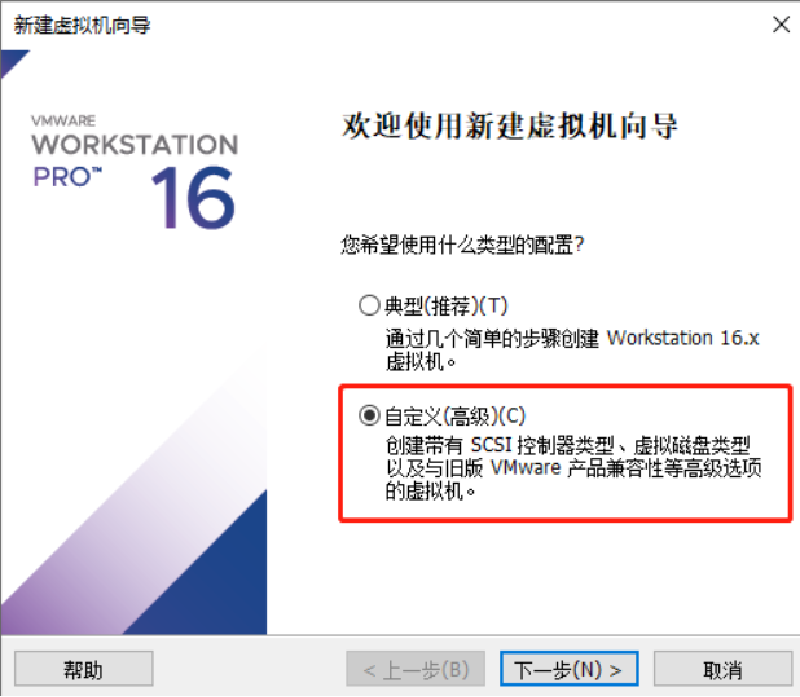 新建虚拟机向导
VMWARE
WORKSTATION
PRO™ 16
欢迎使用新建虚拟机向导
您希望使用什么类型的配置?
典型(推荐)(T)
通过几个简单的步骤创建 Workstation 16.x
虚拟机。
自定义(高级)(C)
创建带有 SCSI 控制器类型、虚拟磁盘类型
以及与旧版 VMware 产品兼容性等高级选项
的虚拟机。
帮助
< 上一步(B)
下一步(N) >
取消